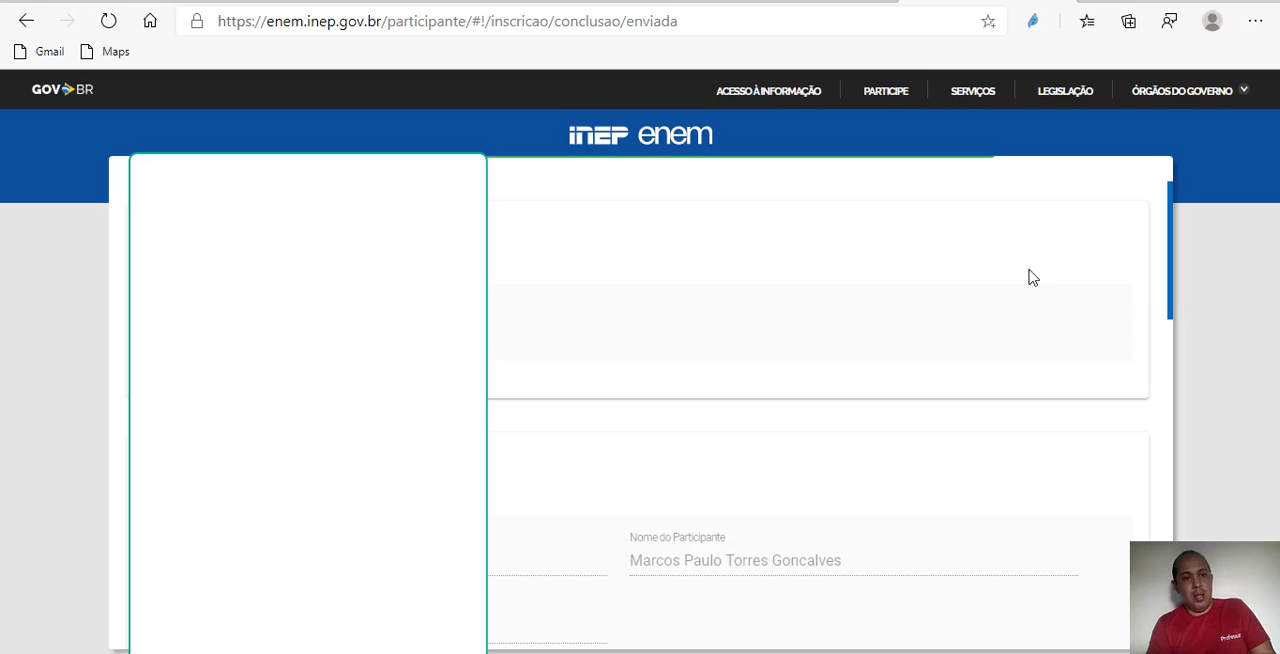 https://enem.inep.gov.br/participante/#!/inscricao/conclusao/enviada
Gmail
Maps
GOV BR
ACESSO À INFORMAÇÃO
PARTICIPE
SERVIÇOS
LEGISLAÇÃO
ÓRGÃOS DO GOVERNO
inep enem
Nome do Participante
Marcos Paulo Torres Goncalves
Professor